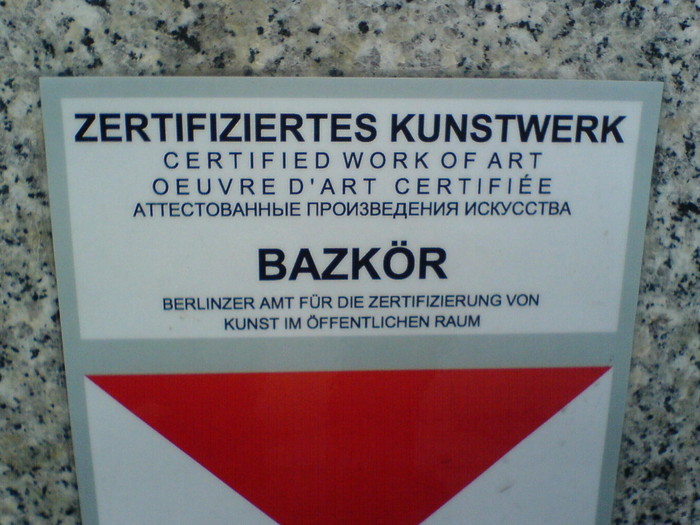 ZERTIFIZIERTES KUNSTWERK
CERTIFIED WORK OF ART
OEUVRE D'ART CERTIFIÉE
АТТЕСТОВАННЫЕ ПРОИЗВЕДЕНИЯ ИСКУССТВА
BAZKÖR
BERLINZER AMT FÜR DIE ZERTIFIZIERUNG VON
KUNST IM ÖFFENTLICHEN RAUM